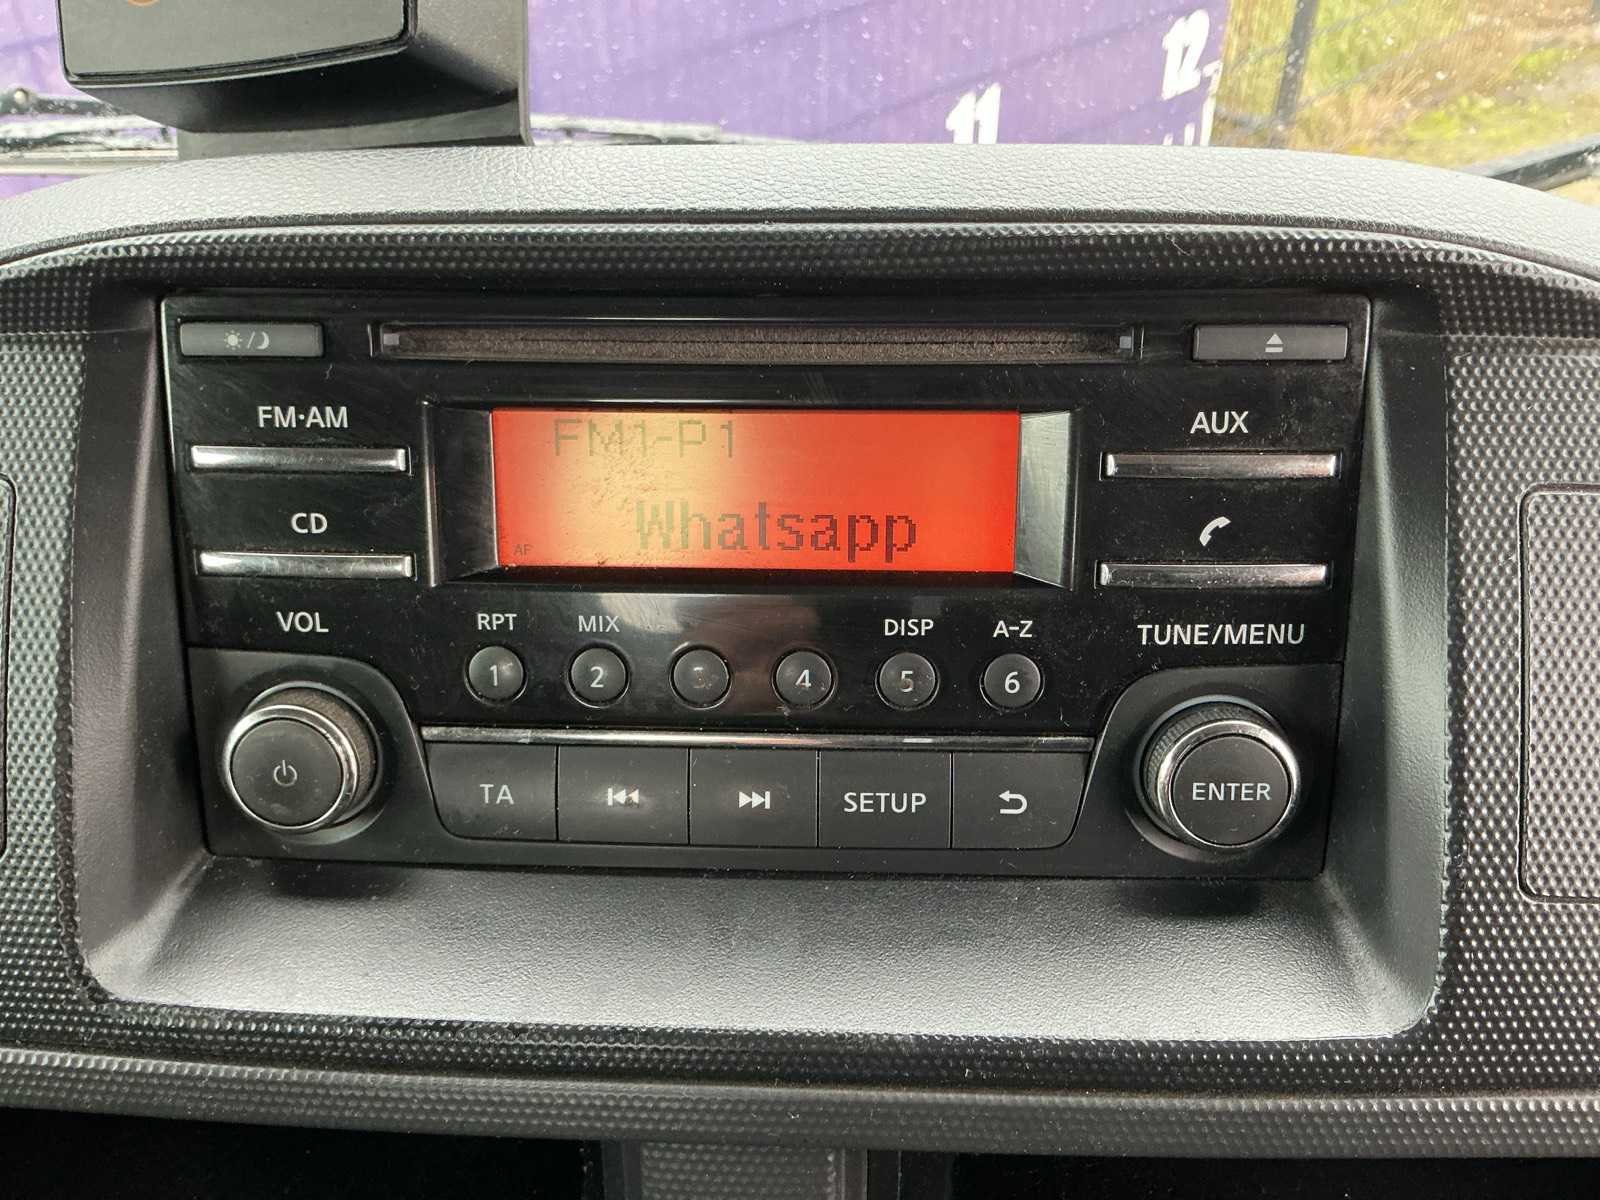 12
11
FM·AM
AUX
FM1-P1
CD
Whatsapp
AF
VOL
RPT
MIX
DISP
A-Z
TUNE/MENU
1
2
3
4
5
6
TA
SETUP
ENTER